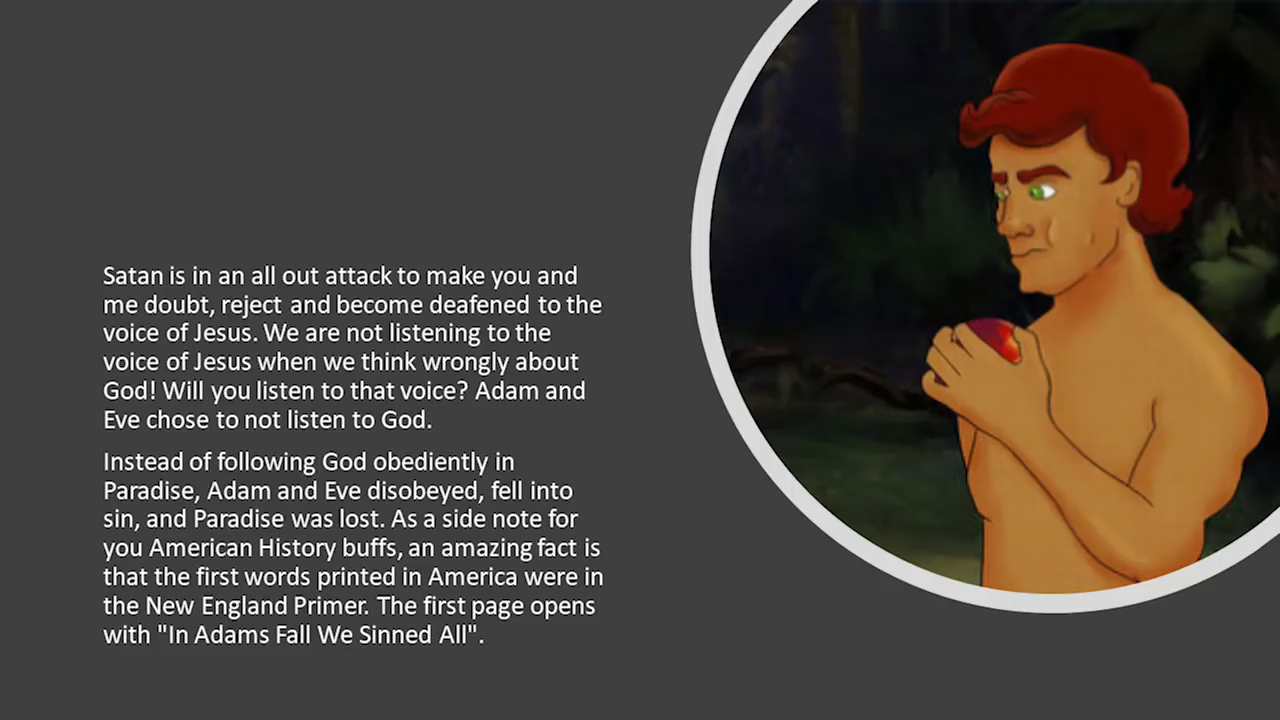 Satan is in an all out attack to make you and
me doubt, reject and become deafened to the
voice of Jesus. We are not listening to the
voice of Jesus when we think wrongly about
God! Will you listen to that voice? Adam and
Eve chose to not listen to God.
Instead of following God obediently in
Paradise, Adam and Eve disobeyed, fell into
sin, and Paradise was lost. As a side note for
you American History buffs, an amazing fact is
that the first words printed in America were in
the New England Primer. The first page opens
with "In Adams Fall We Sinned All".